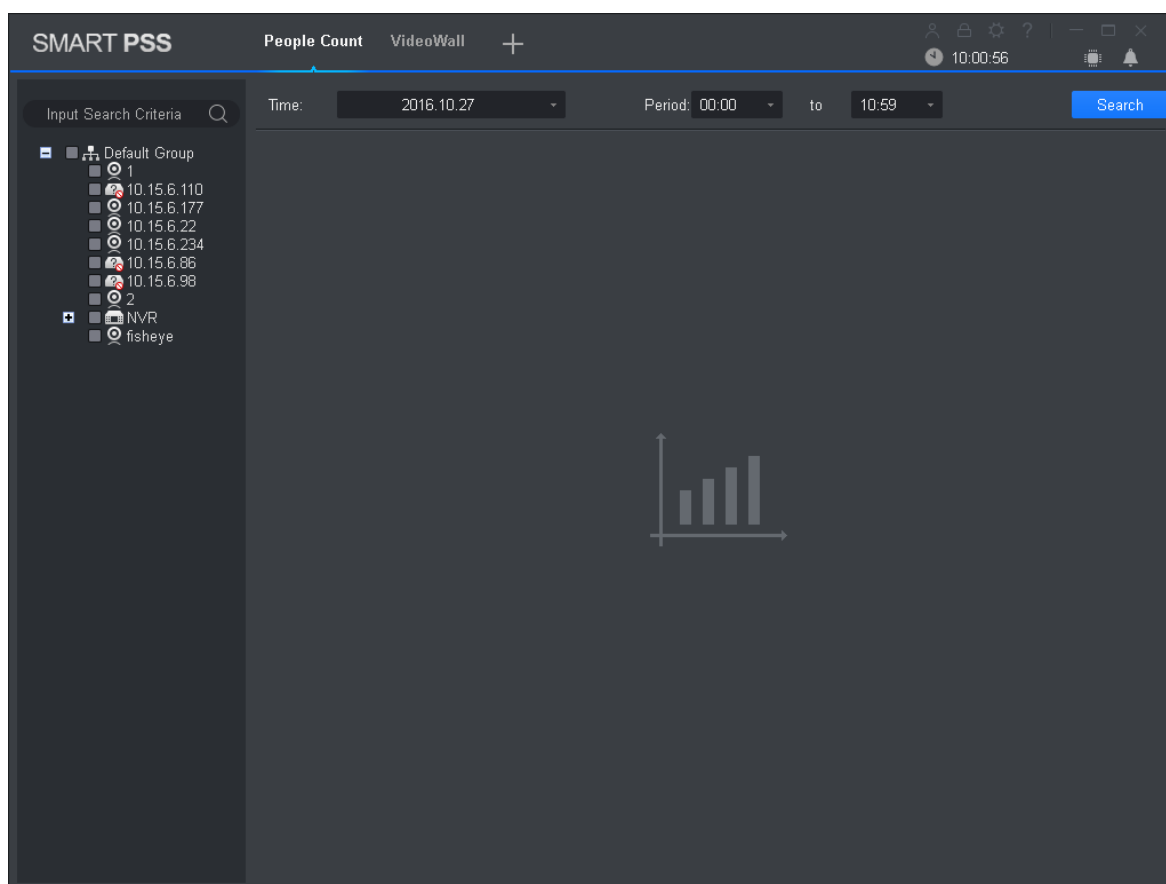 SMART PSS People Count VideoWall ?
10:00:56
Input Search Criteria Time: 2016.10.27 Period: 00:00 to 10:59 Search
Default Group
1
10.15.6.110
10.15.6.177
10.15.6.22
10.15.6.234
10.15.6.86
10.15.6.98
2
NVR
fisheye